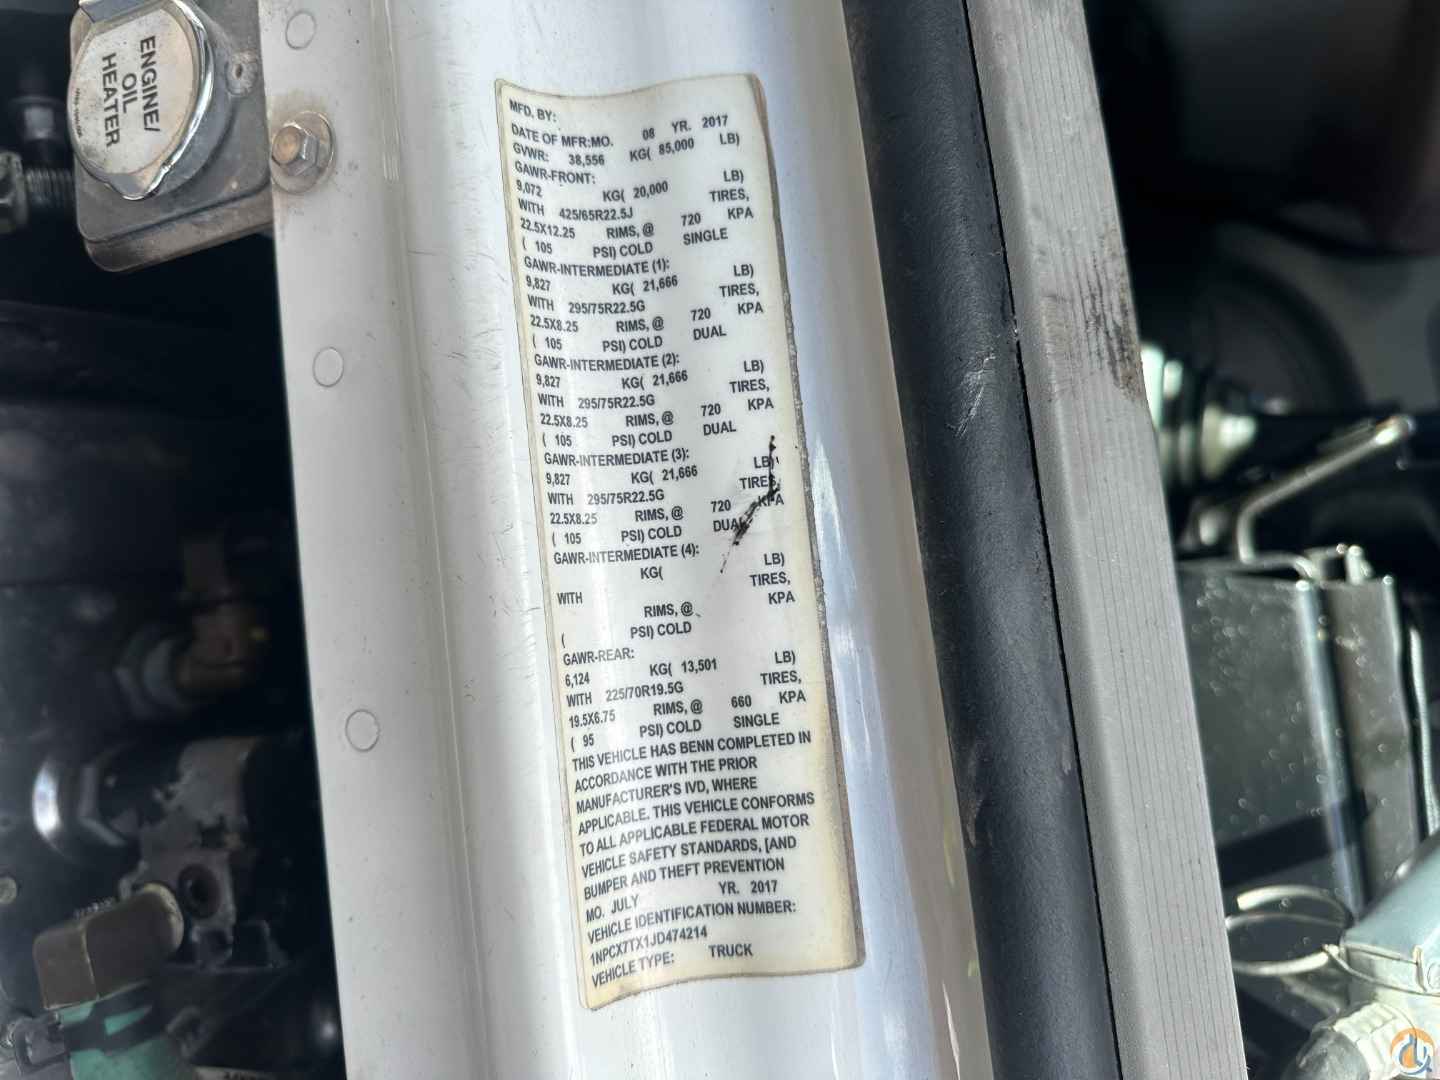 ENGINE/
OIL
HEATER
MFD. BY:
DATE OF MFR:MO. 08 YR. 2017
GVWR: 38,556 KG( 85,000 LB)
GAWR-FRONT:
9,072 KG( 20,000 LB)
WITH 425/65R22.5J TIRES,
22.5X12.25 RIMS, @ 720 KPA
( 105 PSI) COLD SINGLE
GAWR-INTERMEDIATE (1):
9,827 KG( 21,666 LB)
WITH 295/75R22.5G TIRES,
22.5X8.25 RIMS, @ 720 KPA
( 105 PSI) COLD DUAL
GAWR-INTERMEDIATE (2):
9,827 KG( 21,666 LB)
WITH 295/75R22.5G TIRES,
22.5X8.25 RIMS, @ 720 KPA
( 105 PSI) COLD DUAL
GAWR-INTERMEDIATE (3):
9,827 KG( 21,666 LB)
WITH 295/75R22.5G TIRES,
22.5X8.25 RIMS, @ 720 KPA
( 105 PSI) COLD DUAL
GAWR-INTERMEDIATE (4):
KG( LB)
WITH TIRES,
RIMS, @ KPA
( PSI) COLD
GAWR-REAR:
6,124 KG( 13,501 LB)
WITH 225/70R19.5G TIRES,
19.5X6.75 RIMS, @ 660 KPA
( 95 PSI) COLD SINGLE
THIS VEHICLE HAS BENN COMPLETED IN
ACCORDANCE WITH THE PRIOR
MANUFACTURER'S IVD, WHERE
APPLICABLE. THIS VEHICLE CONFORMS
TO ALL APPLICABLE FEDERAL MOTOR
VEHICLE SAFETY STANDARDS, [AND
BUMPER AND THEFT PREVENTION
MO. JULY YR. 2017
VEHICLE IDENTIFICATION NUMBER:
1NPCX7TX1JD474214
VEHICLE TYPE: TRUCK